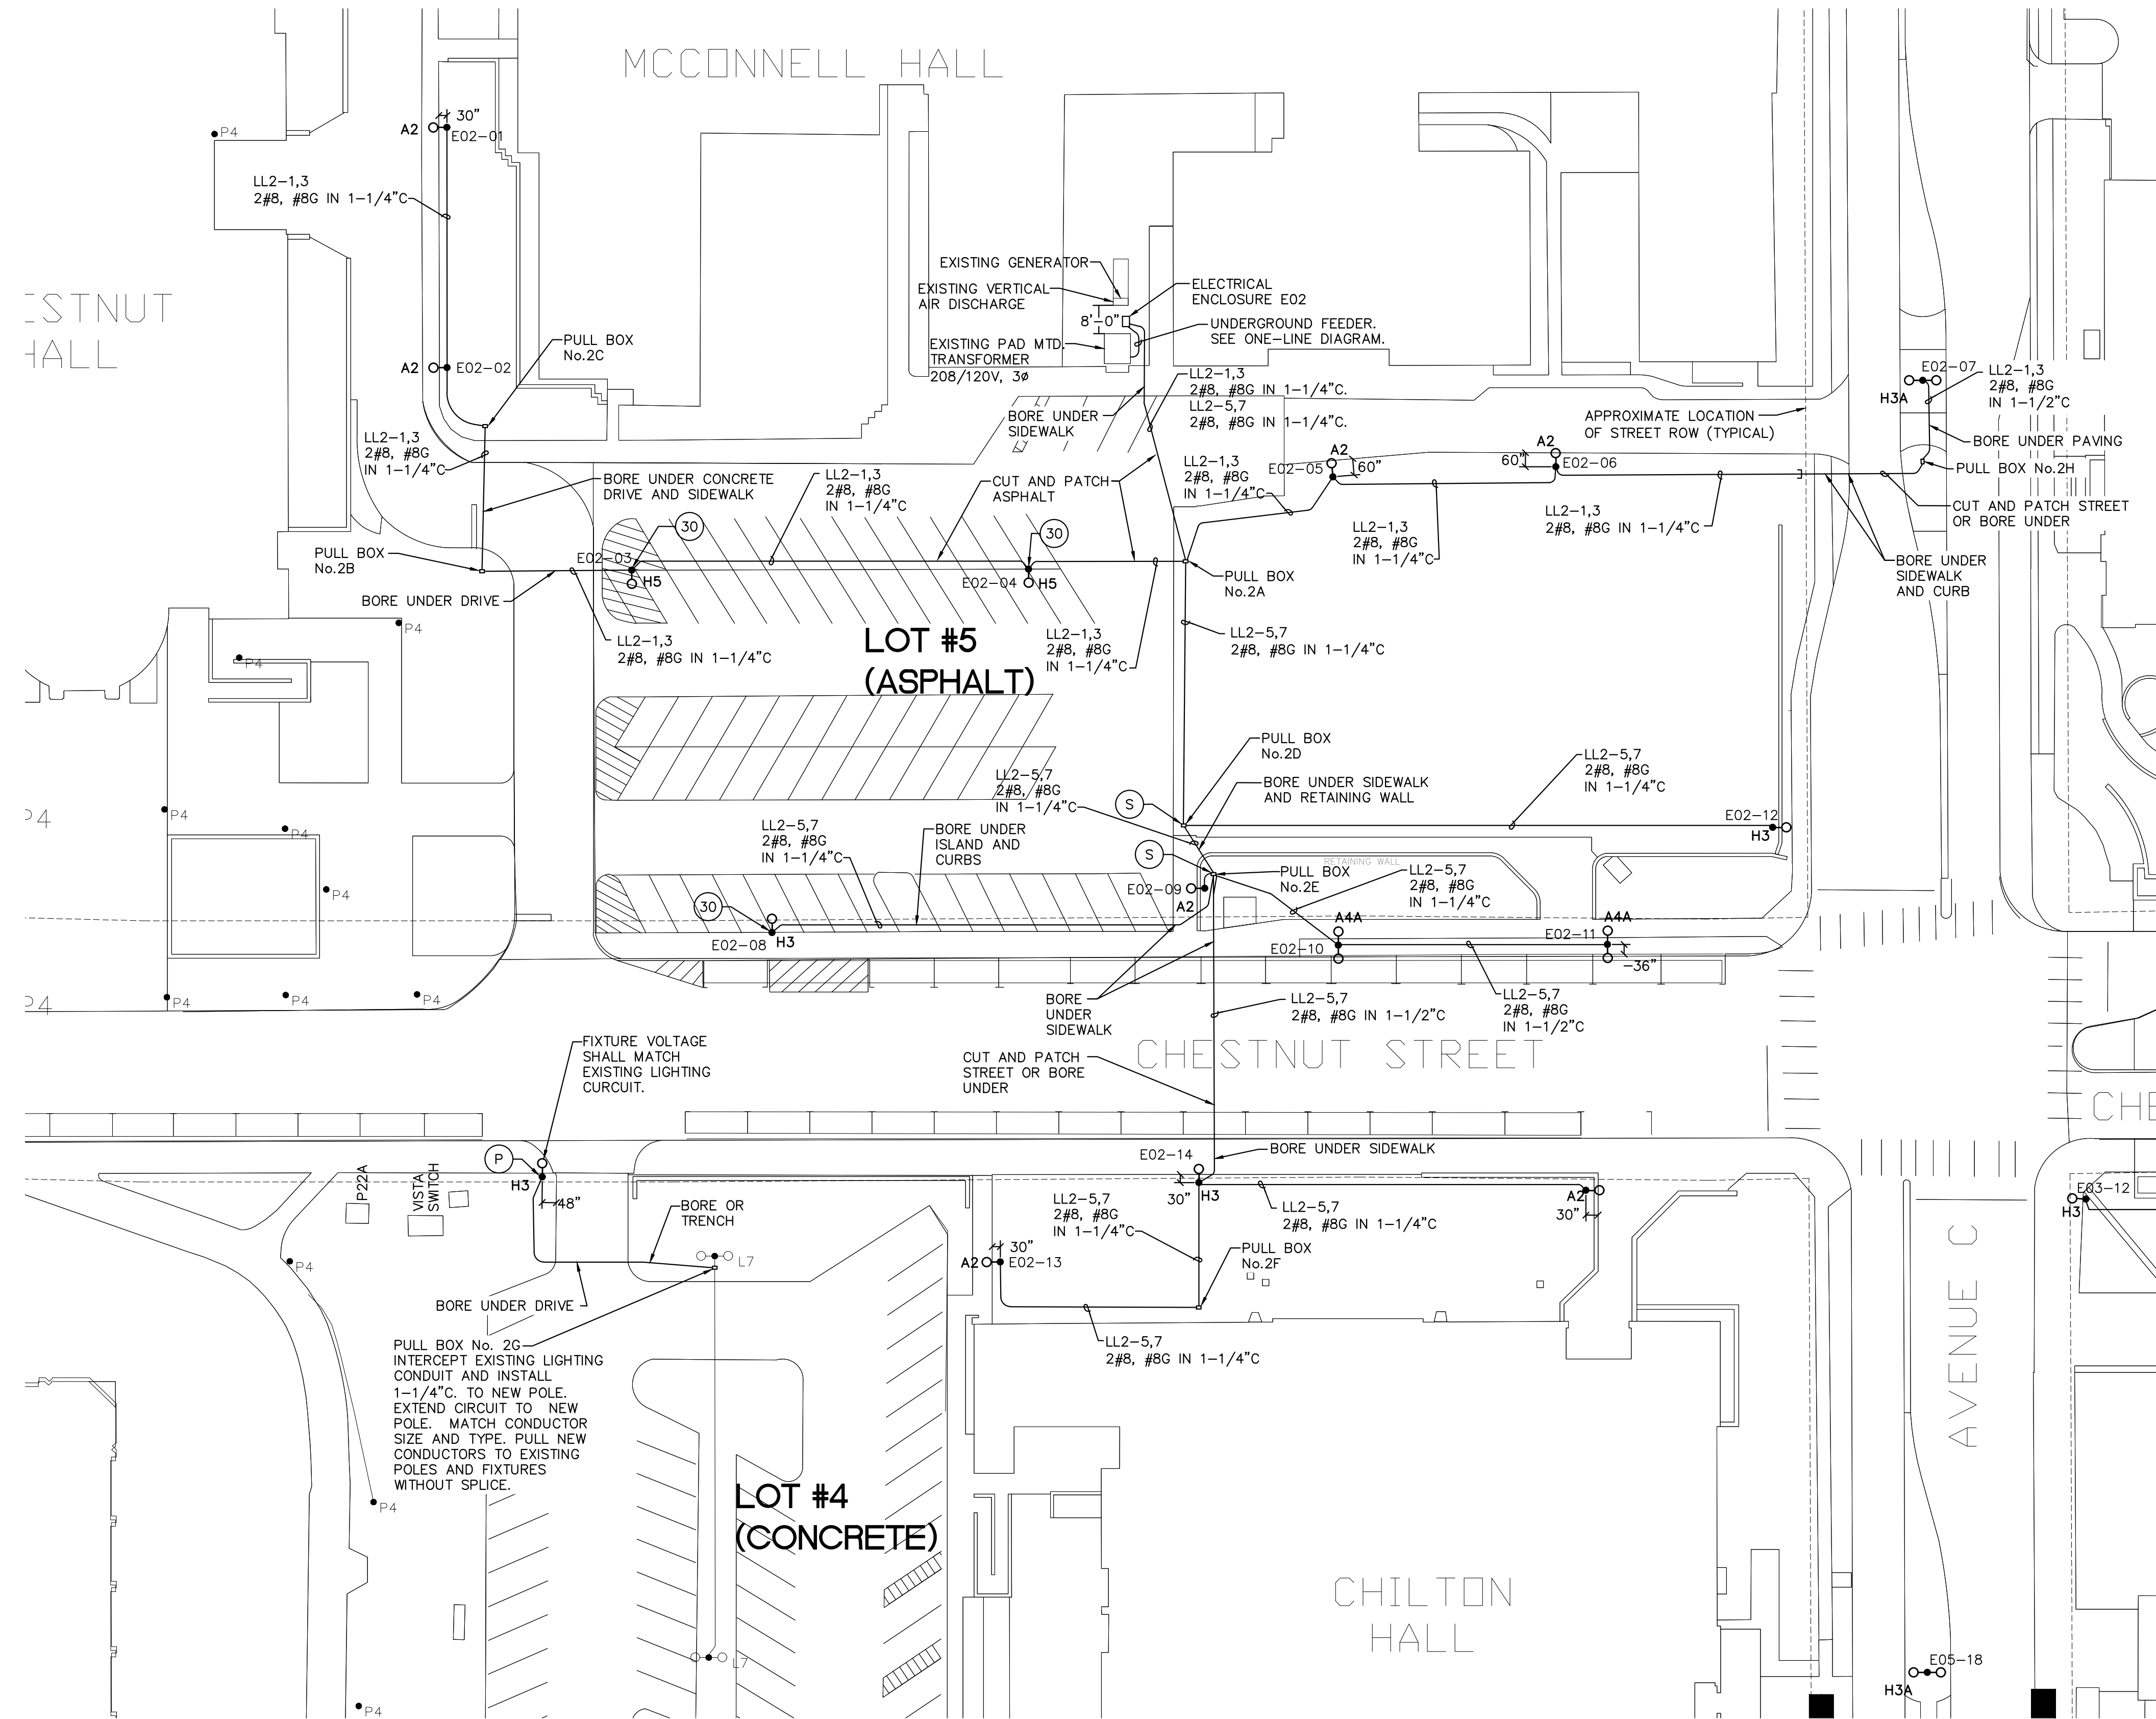 MCCONNELL HALL
30"
A2
E02-01
P4
LL2-1,3
2#8, #8G IN 1-1/4"C
ESTNUT
HALL
EXISTING GENERATOR
EXISTING VERTICAL
AIR DISCHARGE
ELECTRICAL
ENCLOSURE E02
8'-0"
UNDERGROUND FEEDER.
SEE ONE-LINE DIAGRAM.
EXISTING PAD MTD.
TRANSFORMER
208/120V, 3ø
PULL BOX
No.2C
A2
E02-02
LL2-1,3
2#8, #8G IN 1-1/4"C.
LL2-5,7
2#8, #8G IN 1-1/4"C.
BORE UNDER
SIDEWALK
APPROXIMATE LOCATION
OF STREET ROW (TYPICAL)
E02-07
H3A
LL2-1,3
2#8, #8G
IN 1-1/2"C
BORE UNDER PAVING
PULL BOX No.2H
CUT AND PATCH STREET
OR BORE UNDER
BORE UNDER
SIDEWALK
AND CURB
LL2-1,3
2#8, #8G
IN 1-1/4"C
BORE UNDER CONCRETE
DRIVE AND SIDEWALK
LL2-1,3
2#8, #8G
IN 1-1/4"C
CUT AND PATCH
ASPHALT
LL2-1,3
2#8, #8G
IN 1-1/4"C
A2
E02-05
60"
A2
60"
E02-06
LL2-1,3
2#8, #8G
IN 1-1/4"C
LL2-1,3
2#8, #8G IN 1-1/4"C
30
30
PULL BOX
No.2B
E02-03
H5
E02-04
H5
PULL BOX
No.2A
BORE UNDER DRIVE
P4
P4
LL2-1,3
2#8, #8G IN 1-1/4"C
LOT #5
(ASPHALT)
LL2-1,3
2#8, #8G
IN 1-1/4"C
LL2-5,7
2#8, #8G IN 1-1/4"C
PULL BOX
No.2D
LL2-5,7
2#8, #8G
IN 1-1/4"C
BORE UNDER SIDEWALK
AND RETAINING WALL
LL2-5,7
2#8, #8G
IN 1-1/4"C
S
P4
P4
P4
P4
LL2-5,7
2#8, #8G
IN 1-1/4"C
BORE UNDER
ISLAND AND
CURBS
E02-12
H3
S
RETAINING WALL
PULL BOX
No.2E
LL2-5,7
2#8, #8G
IN 1-1/4"C
E02-09
A2
30
E02-08
H3
A4A
E02-10
A4A
E02-11
36"
P4
P4
P4
P4
BORE
UNDER
SIDEWALK
LL2-5,7
2#8, #8G IN 1-1/2"C
LL2-5,7
2#8, #8G
IN 1-1/2"C
FIXTURE VOLTAGE
SHALL MATCH
EXISTING LIGHTING
CURCUIT.
CUT AND PATCH
STREET OR BORE
UNDER
CHESTNUT STREET
CHE
P
H3
48"
P22A
VISTA
SWITCH
BORE OR
TRENCH
E02-14
BORE UNDER SIDEWALK
30"
H3
LL2-5,7
2#8, #8G
IN 1-1/4"C
LL2-5,7
2#8, #8G IN 1-1/4"C
A2
30"
E03-12
H3
P4
L7
30"
A2
E02-13
PULL BOX
No.2F
BORE UNDER DRIVE
LL2-5,7
2#8, #8G IN 1-1/4"C
PULL BOX No. 2G
INTERCEPT EXISTING LIGHTING
CONDUIT AND INSTALL
1-1/4"C. TO NEW POLE.
EXTEND CIRCUIT TO NEW
POLE. MATCH CONDUCTOR
SIZE AND TYPE. PULL NEW
CONDUCTORS TO EXISTING
POLES AND FIXTURES
WITHOUT SPLICE.
AVENUE C
P4
LOT #4
(CONCRETE)
CHILTON
HALL
L7
P4
E05-18
H3A